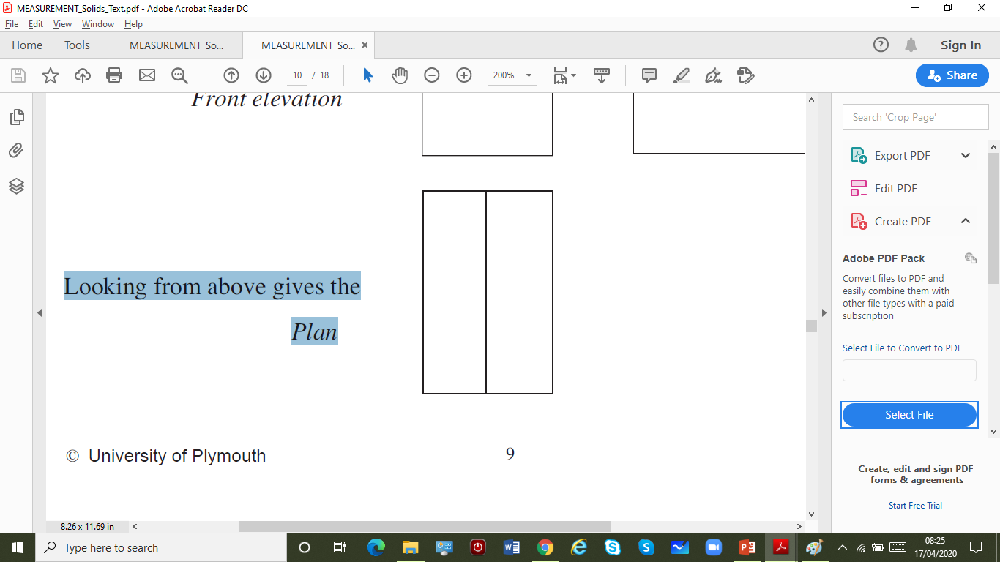 MEASUREMENT_Solids_Text.pdf - Adobe Acrobat Reader DC
File Edit View Window Help
Home Tools MEASUREMENT_So... MEASUREMENT_So... × ? Sign In
10 / 18 200% Share
Front elevation
Looking from above gives the
Plan
© University of Plymouth 9
8.26 x 11.69 in
Search 'Crop Page'
Export PDF
Edit PDF
Create PDF
Adobe PDF Pack
Convert files to PDF and
easily combine them with
other file types with a paid
subscription
Select File to Convert to PDF
Select File
Create, edit and sign PDF
forms & agreements
Start Free Trial
Type here to search
08:25
17/04/2020